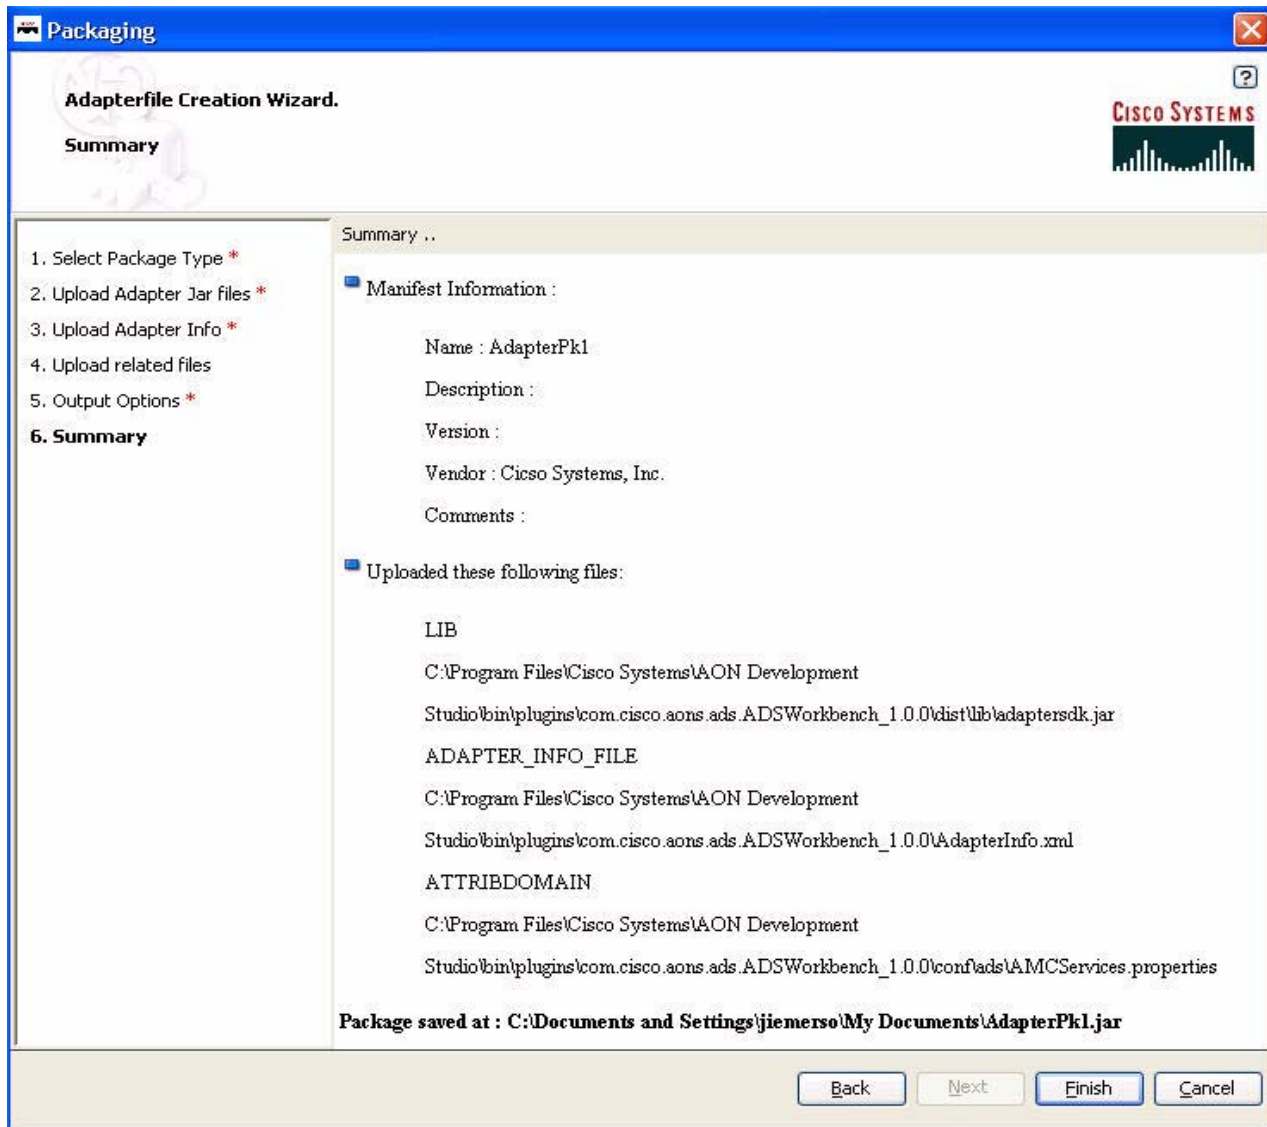 Packaging
?
Adapterfile Creation Wizard.
Summary
CISCO SYSTEMS
1. Select Package Type *
2. Upload Adapter Jar files *
3. Upload Adapter Info *
4. Upload related files
5. Output Options *
6. Summary
Summary ..
Manifest Information :
Name : AdapterPk1
Description :
Version :
Vendor : Cicso Systems, Inc.
Comments :
Uploaded these following files:
LIB
C:\Program Files\Cisco Systems\AON Development
Studio\bin\plugins\com.cisco.aons.ads.ADSWorkbench_1.0.0\dist\lib\adaptersdk.jar
ADAPTER_INFO_FILE
C:\Program Files\Cisco Systems\AON Development
Studio\bin\plugins\com.cisco.aons.ads.ADSWorkbench_1.0.0\AdapterInfo.xml
ATTRIBDOMAIN
C:\Program Files\Cisco Systems\AON Development
Studio\bin\plugins\com.cisco.aons.ads.ADSWorkbench_1.0.0\conf\ads\AMCServices.properties
Package saved at : C:\Documents and Settings\jiemerso\My Documents\AdapterPk1.jar
Back
Next
Finish
Cancel